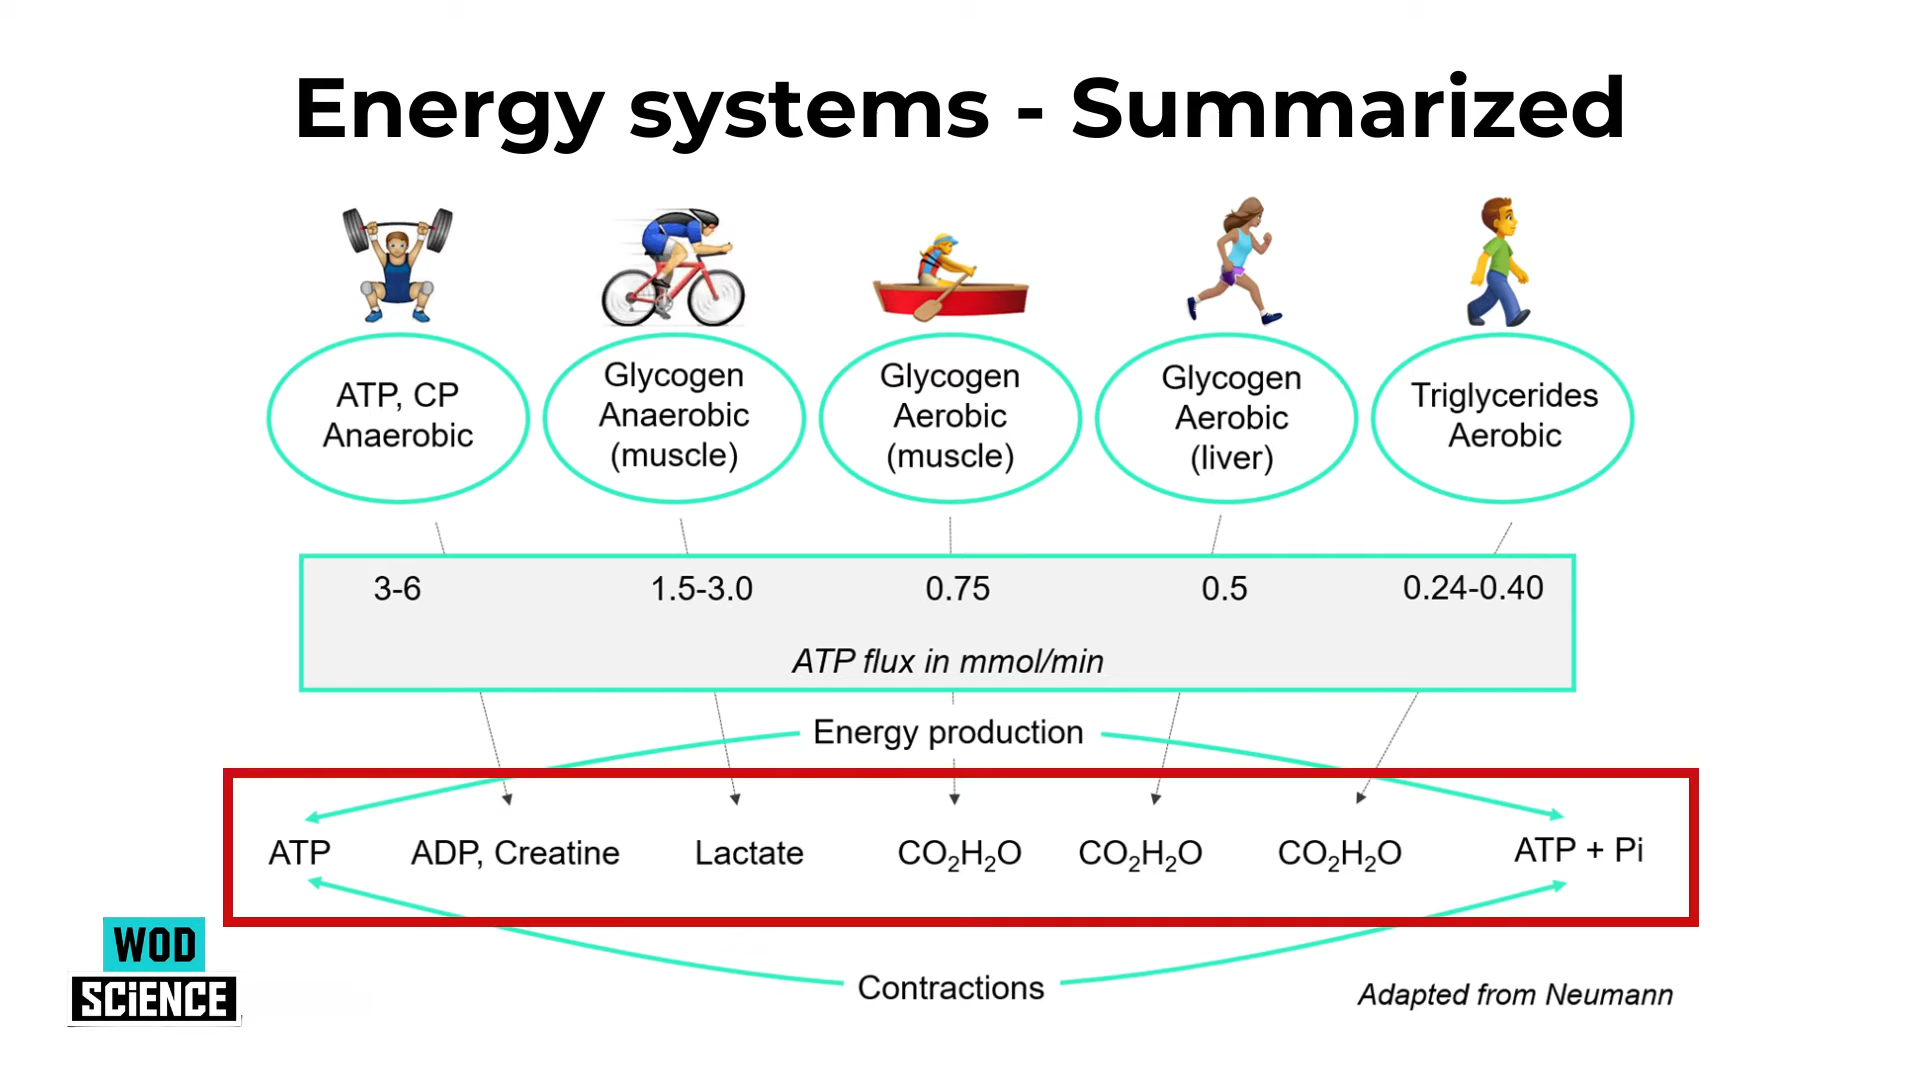 Energy systems - Summarized
ATP, CP
Anaerobic
Glycogen
Anaerobic
(muscle)
Glycogen
Aerobic
(muscle)
Glycogen
Aerobic
(liver)
Triglycerides
Aerobic
3-6
1.5-3.0
0.75
0.5
0.24-0.40
ATP flux in mmol/min
Energy production
ATP
ADP, Creatine
Lactate
CO₂H₂O
CO₂H₂O
CO₂H₂O
ATP + Pi
Contractions
WOD
SCiENCE
Adapted from Neumann